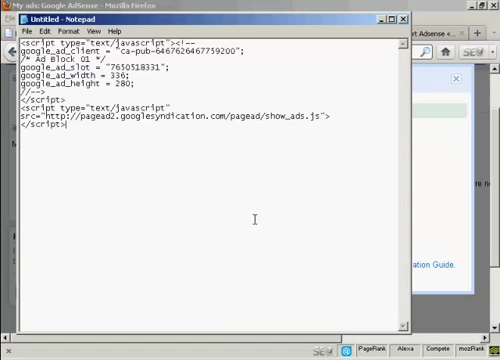 My ads: Google AdSense - Mozilla Firefox
Untitled - Notepad
File Edit Format View Help
<script type="text/javascript"><!--
google_ad_client = "ca-pub-6467626467759200";
/* Ad Block 01 */
google_ad_slot = "7650518331";
google_ad_width = 336;
google_ad_height = 280;
//-->
</script>
<script type="text/javascript"
src="http://pagead2.googlesyndication.com/pagead/show_ads.js">
</script>
ation Guide.
PageRank Alexa Compete mozRank